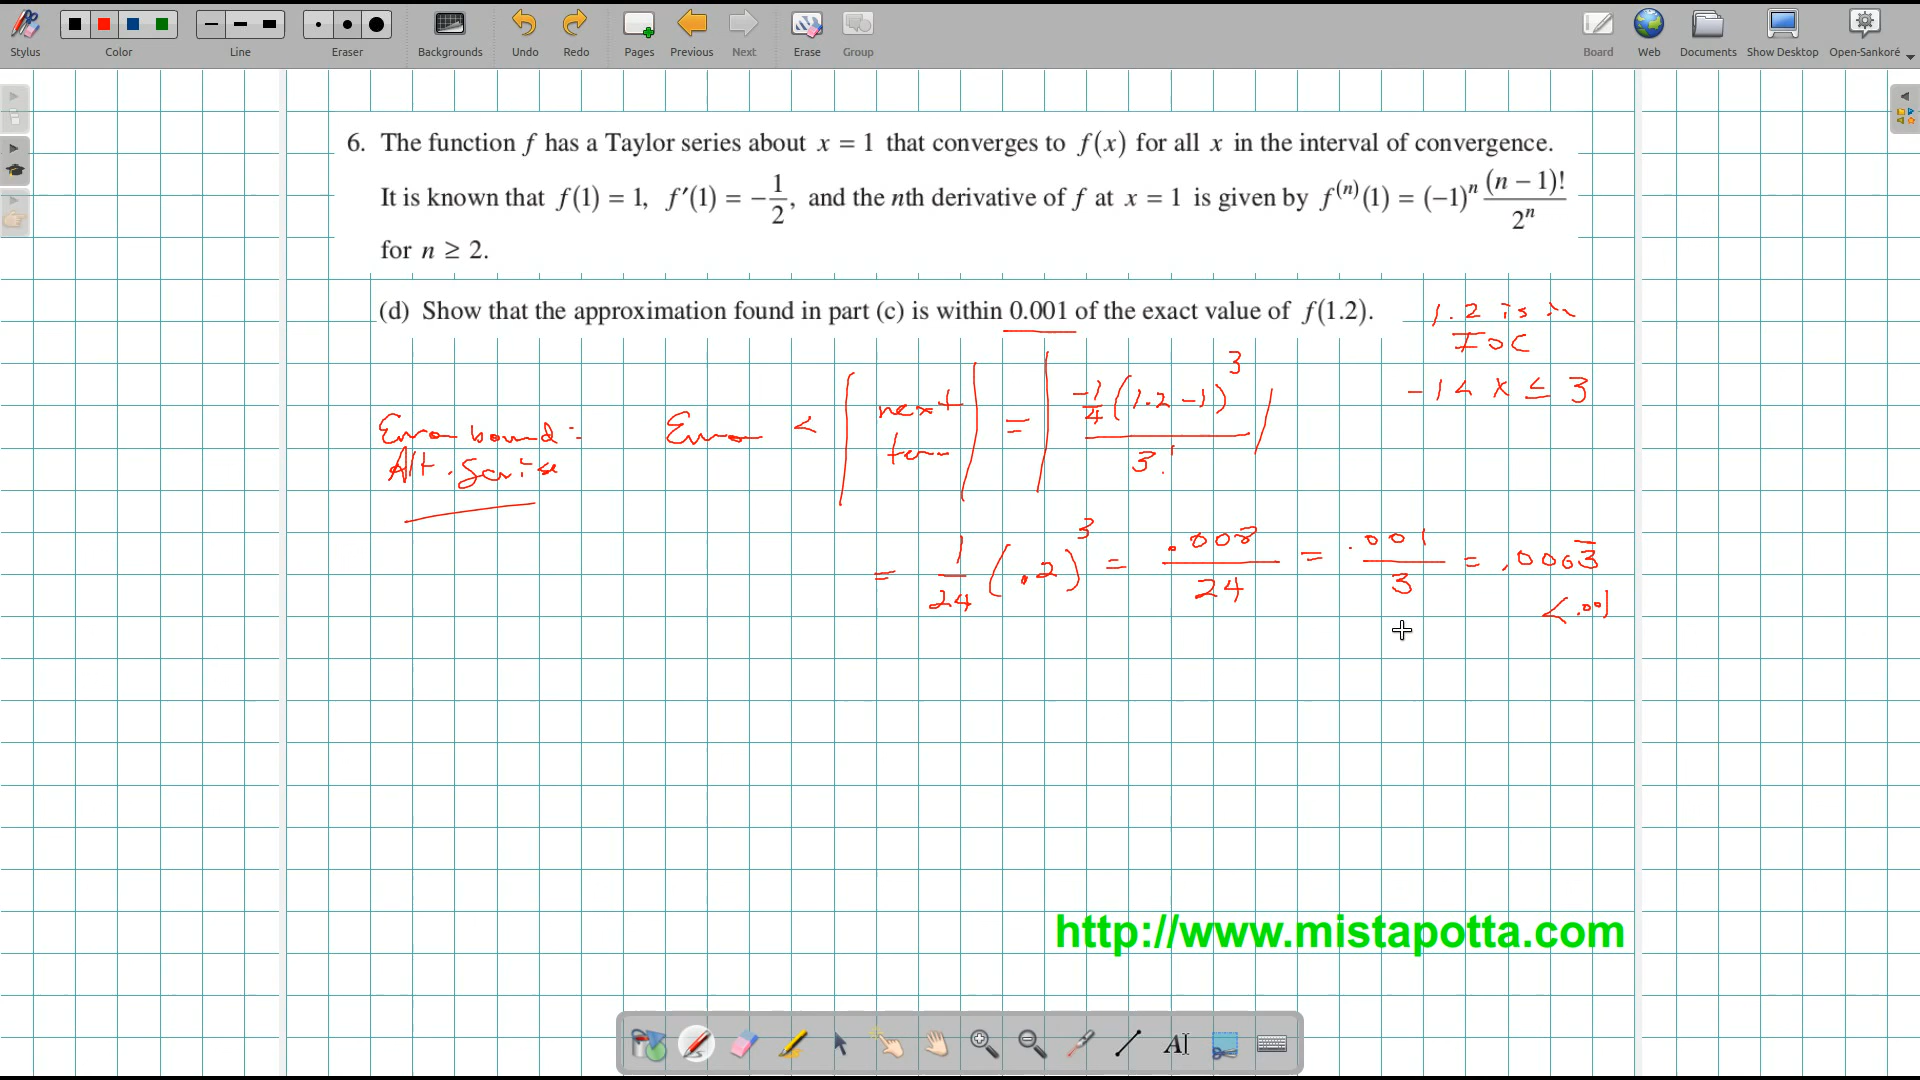 Stylus Color Line Eraser Backgrounds Undo Redo Pages Previous Next Erase Group Board Web Documents Show Desktop Open-Sankoré
6. The function f has a Taylor series about x = 1 that converges to f(x) for all x in the interval of convergence.
It is known that f(1) = 1, f′(1) = −1/2, and the nth derivative of f at x = 1 is given by f⁽ⁿ⁾(1) = (−1)ⁿ (n − 1)!/2ⁿ
for n ≥ 2.
(d) Show that the approximation found in part (c) is within 0.001 of the exact value of f(1.2).
1.2 is in
IOC
-1 < x ≤ 3
Error bound:
Alt. Series
Error < | next term | = | -1/4 (1.2 - 1)³ / 3! |
= 1/24 (.2)³ = .008/24 = .001/3 = .0003̅
< .001
http://www.mistapotta.com